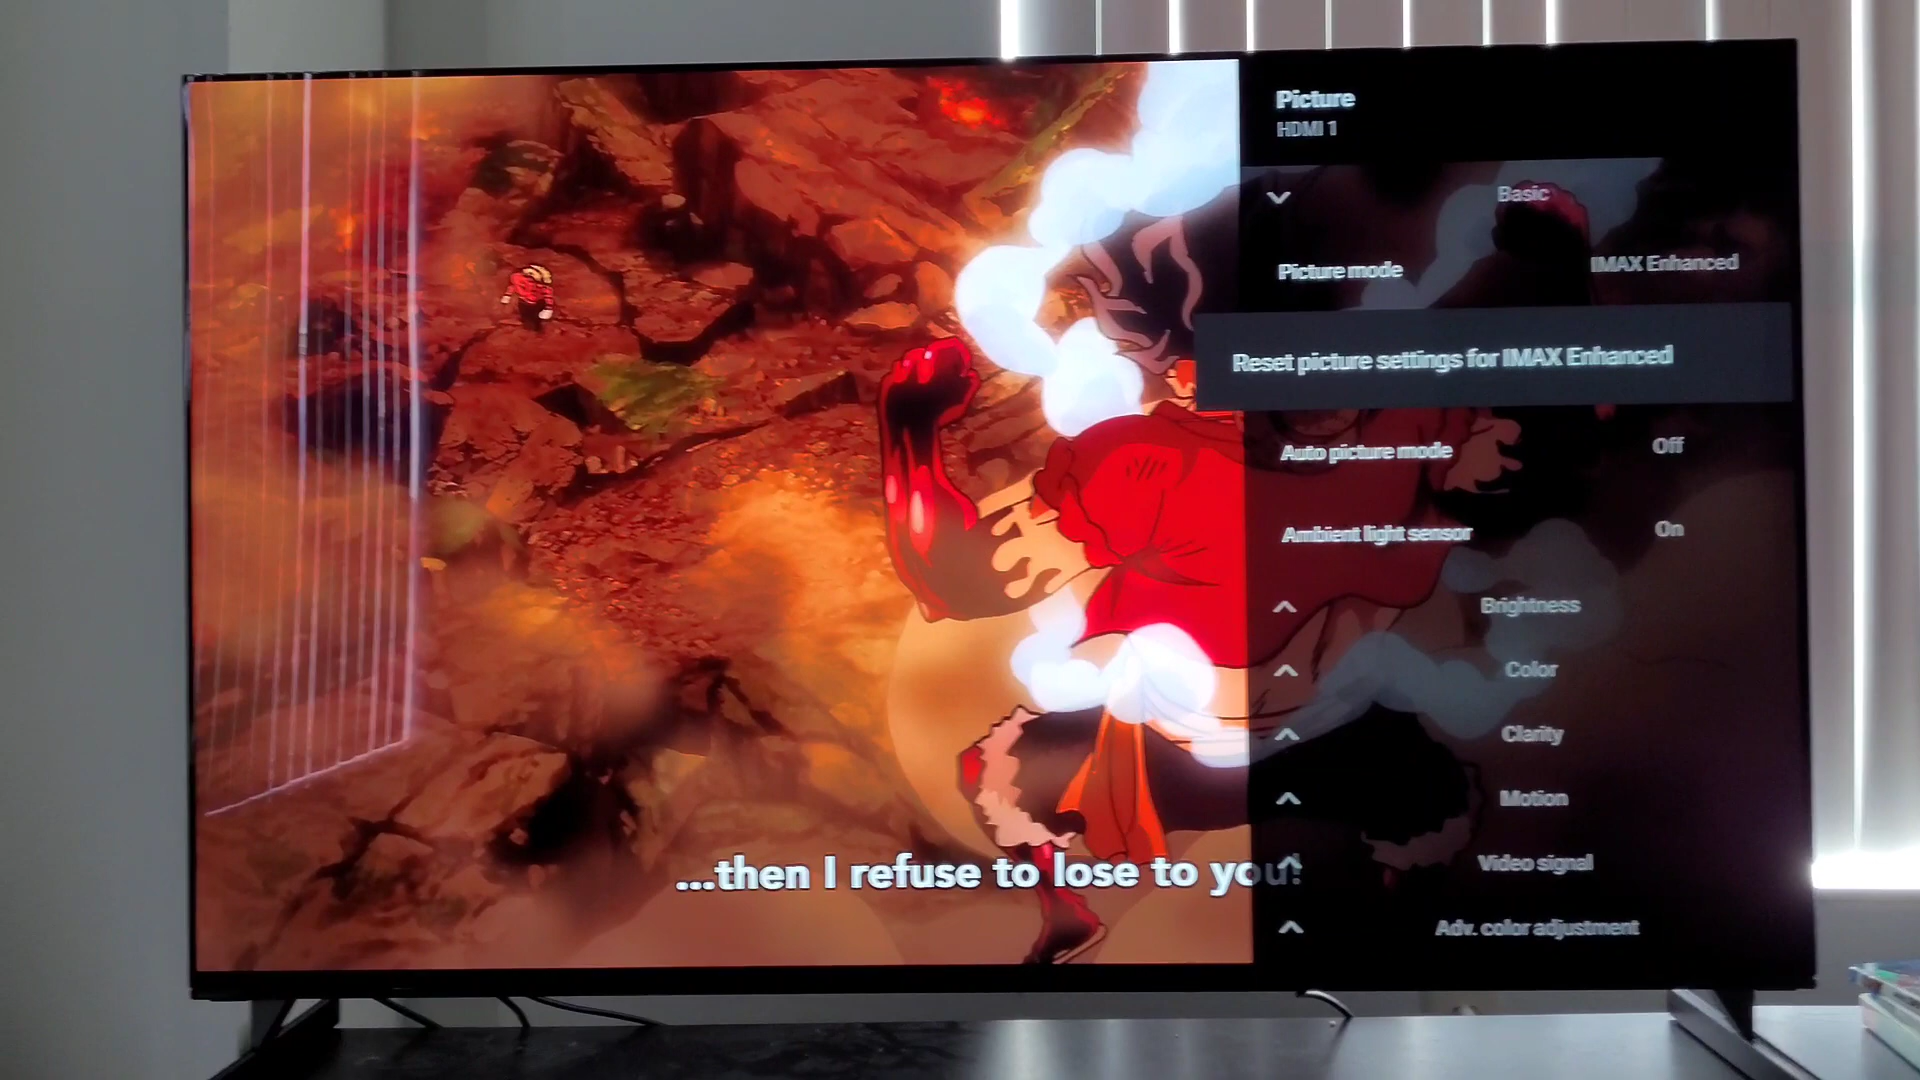 Picture
HDMI 1
Basic
Picture mode IMAX Enhanced
Reset picture settings for IMAX Enhanced
Auto picture mode Off
Ambient light sensor On
Brightness
Color
Clarity
Motion
Video signal
Adv. color adjustment
...then I refuse to lose to you!